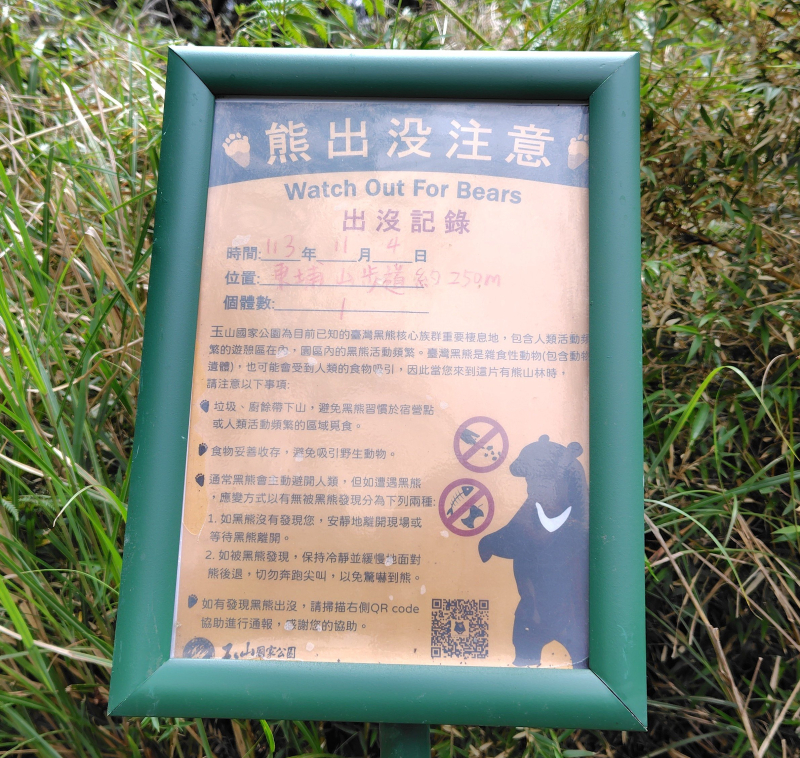 熊出没注意
Watch Out For Bears
出沒記錄
時間:113年11月4日
位置:東埔山步道約250m
個體數:1
玉山國家公園為目前已知的臺灣黑熊核心族群重要棲息地，包含人類活動頻
繁的遊憩區在內，園區內的黑熊活動頻繁。臺灣黑熊是雜食性動物(包含動物
遺體)，也可能會受到人類的食物吸引，因此當您來到這片有熊山林時，
請注意以下事項:
垃圾、廚餘帶下山，避免黑熊習慣於宿營點
或人類活動頻繁的區域覓食。
食物妥善收存，避免吸引野生動物。
通常黑熊會主動避開人類，但如遭遇黑熊
，應變方式以有無被黑熊發現分為下列兩種:
1. 如黑熊沒有發現您，安靜地離開現場或
等待黑熊離開。
2. 如被黑熊發現，保持冷靜並緩慢地面對
熊後退，切勿奔跑尖叫，以免驚嚇到熊。
如有發現黑熊出沒，請掃描右側QR code
協助進行通報，感謝您的協助。
玉山國家公園